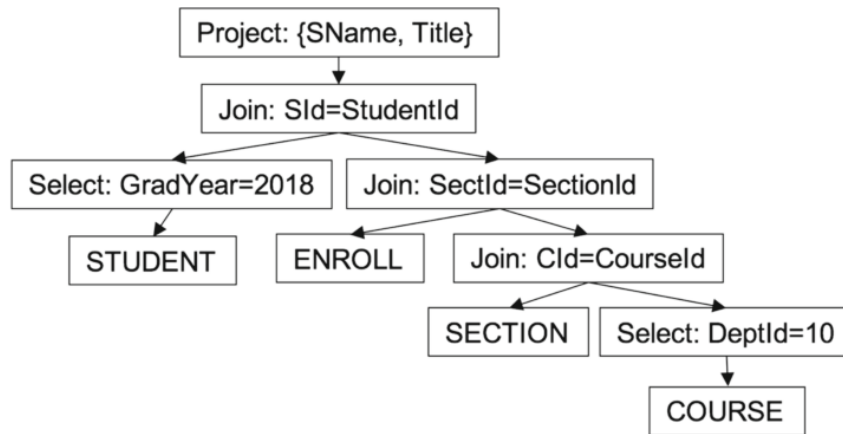 Project: {SName, Title}
Join: SId=StudentId
Select: GradYear=2018
Join: SectId=SectionId
STUDENT
ENROLL
Join: CId=CourseId
SECTION
Select: DeptId=10
COURSE